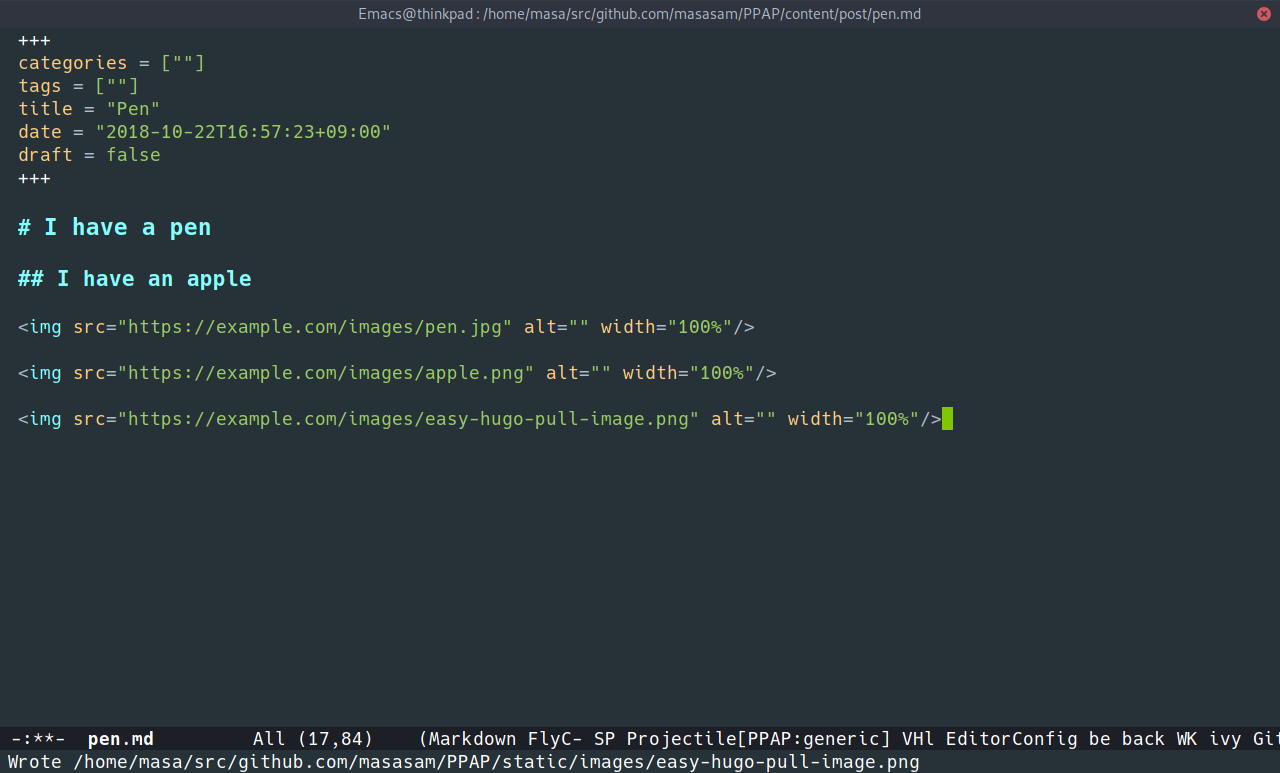 Emacs@thinkpad:/home/masa/src/github.com/masasam/PPAP/content/post/pen.md
+++
categories = [""]
tags = [""]
title = "Pen"
date = "2018-10-22T16:57:23+09:00"
draft = false
+++
# I have a pen
## I have an apple
<img src="https://example.com/images/pen.jpg" alt="" width="100%"/>
<img src="https://example.com/images/apple.png" alt="" width="100%"/>
<img src="https://example.com/images/easy-hugo-pull-image.png" alt="" width="100%"/>
-:**-  pen.md         All (17,84)    (Markdown FlyC- SP Projectile[PPAP:generic] VHl EditorConfig be back WK ivy Git
Wrote /home/masa/src/github.com/masasam/PPAP/static/images/easy-hugo-pull-image.png